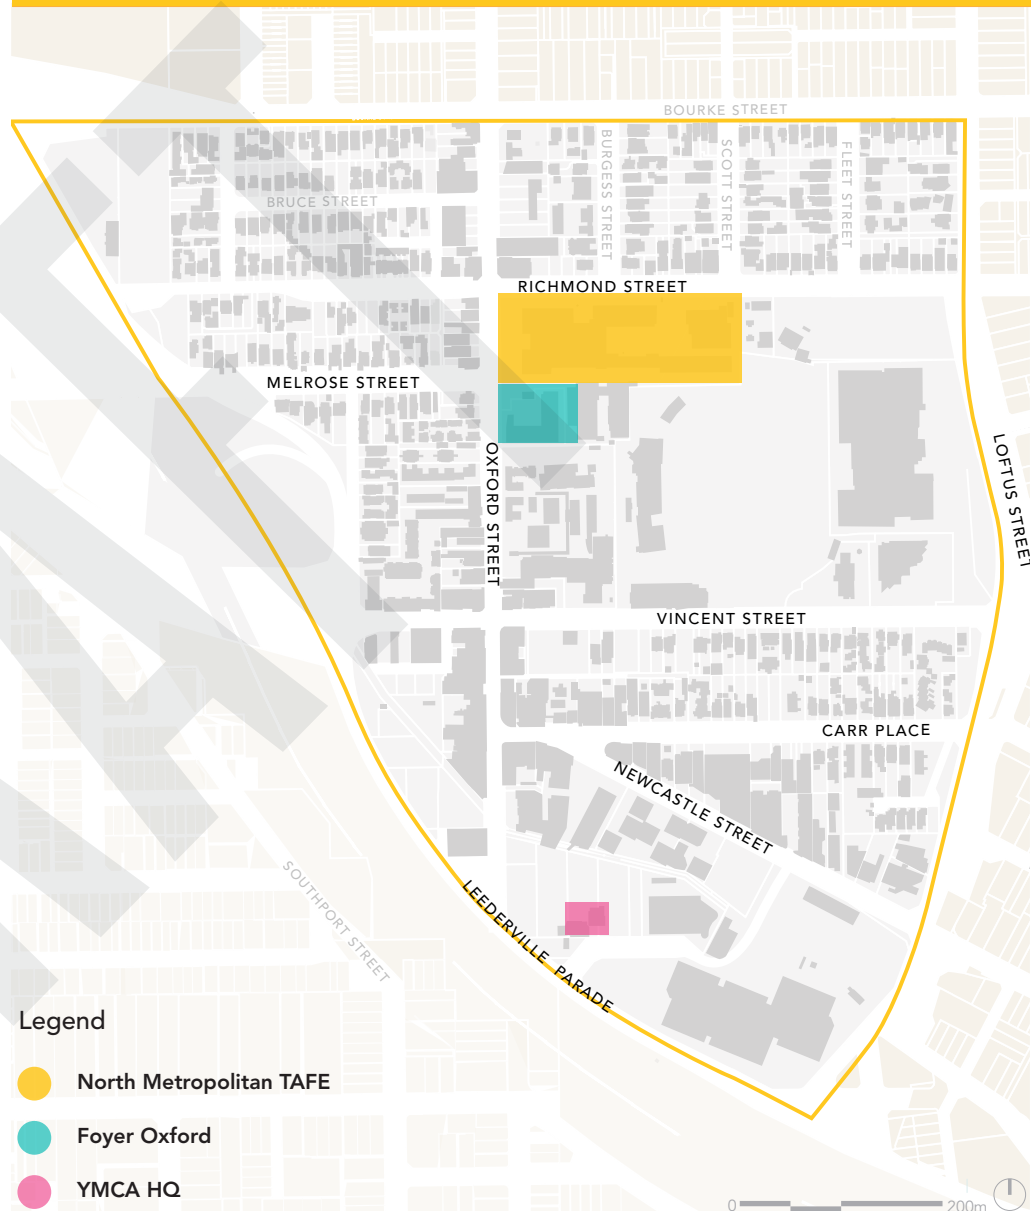 BOURKE STREET
BURGESS STREET
SCOTT STREET
FLEET STREET
BRUCE STREET
RICHMOND STREET
MELROSE STREET
OXFORD STREET
LOFTUS STREET
VINCENT STREET
CARR PLACE
NEWCASTLE STREET
SOUTHPORT STREET
LEEDERVILLE PARADE
Legend
North Metropolitan TAFE
Foyer Oxford
YMCA HQ
0 200m